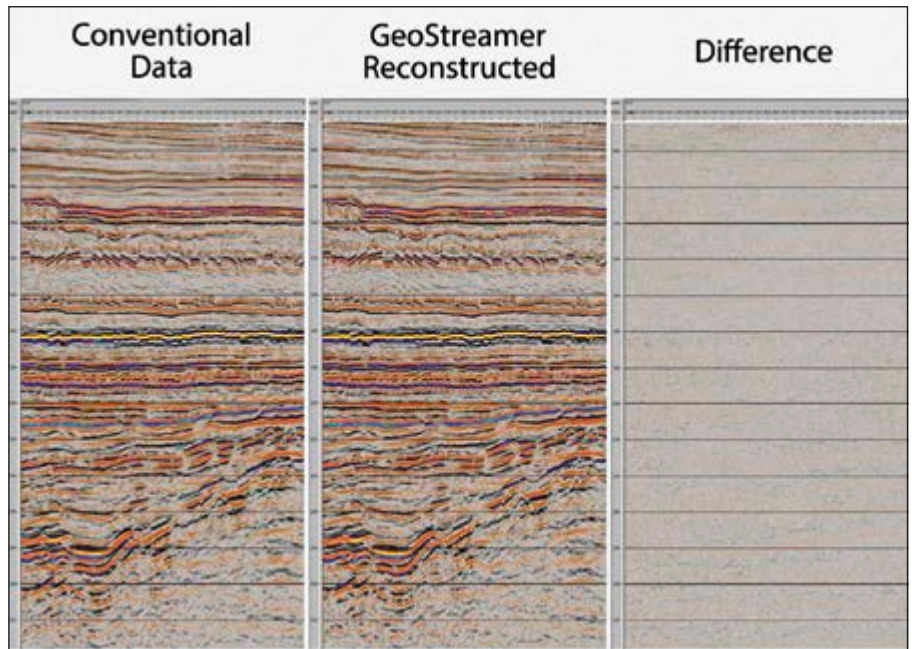 Conventional
Data
GeoStreamer
Reconstructed
Difference